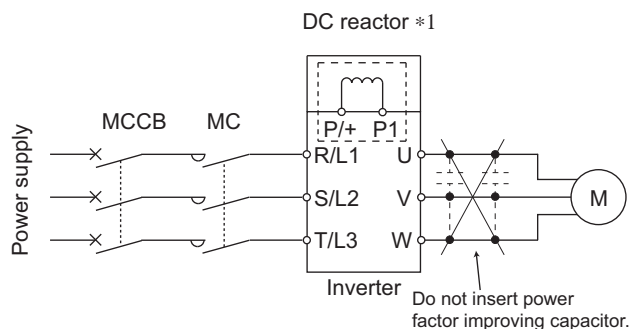 DC reactor *1
P/+ P1
MCCB MC
Power supply
R/L1 U
S/L2 V
T/L3 W
M
Inverter
Do not insert power
factor improving capacitor.